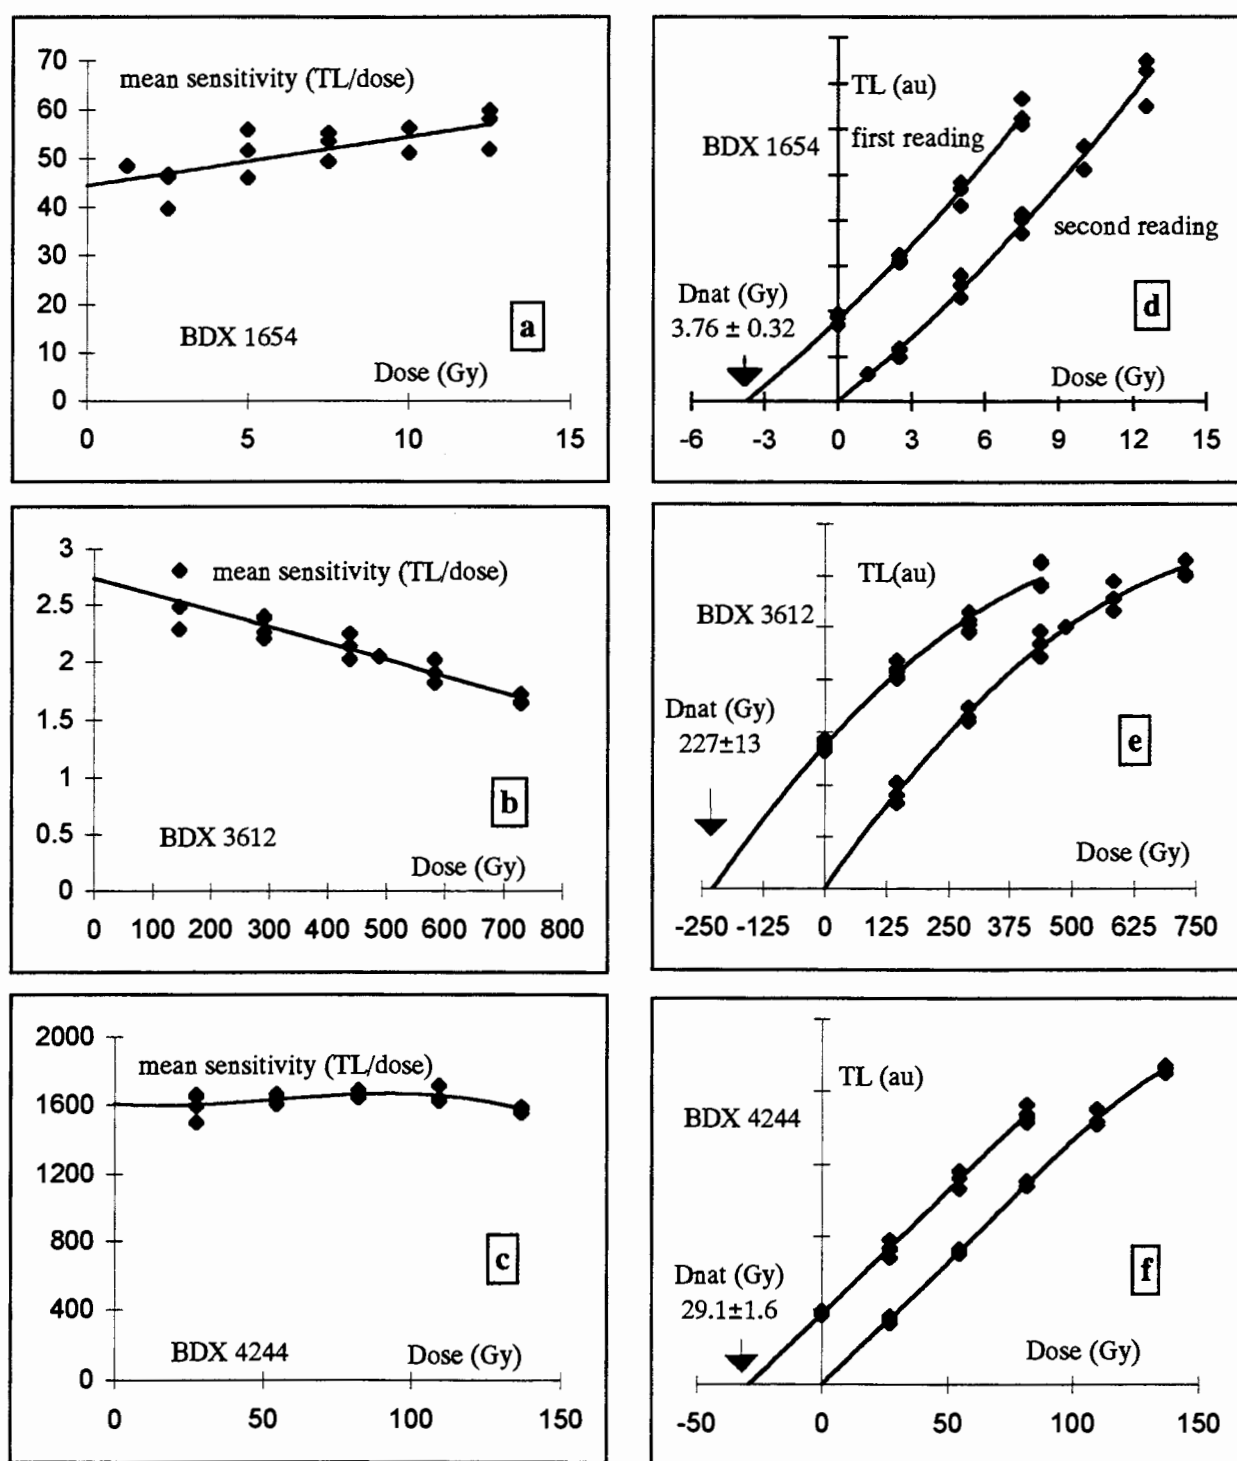 70
mean sensitivity (TL/dose)
60
50
40
30
20
a
BDX 1654
10
Dose (Gy)
0
0 5 10 15
TL (au)
BDX 1654 first reading
second reading
Dnat (Gy)
d
3.76 ± 0.32
Dose (Gy)
-6 -3 0 3 6 9 12 15
3
mean sensitivity (TL/dose)
2.5
2
1.5
1
b
0.5
BDX 3612
Dose (Gy)
0
0 100 200 300 400 500 600 700 800
TL(au)
BDX 3612
Dnat (Gy)
227±13
e
Dose (Gy)
-250 -125 0 125 250 375 500 625 750
2000
mean sensitivity (TL/dose)
1600
1200
800
c
400
BDX 4244
Dose (Gy)
0
0 50 100 150
TL (au)
BDX 4244
Dnat (Gy)
f
29.1±1.6
Dose (Gy)
-50 0 50 100 150